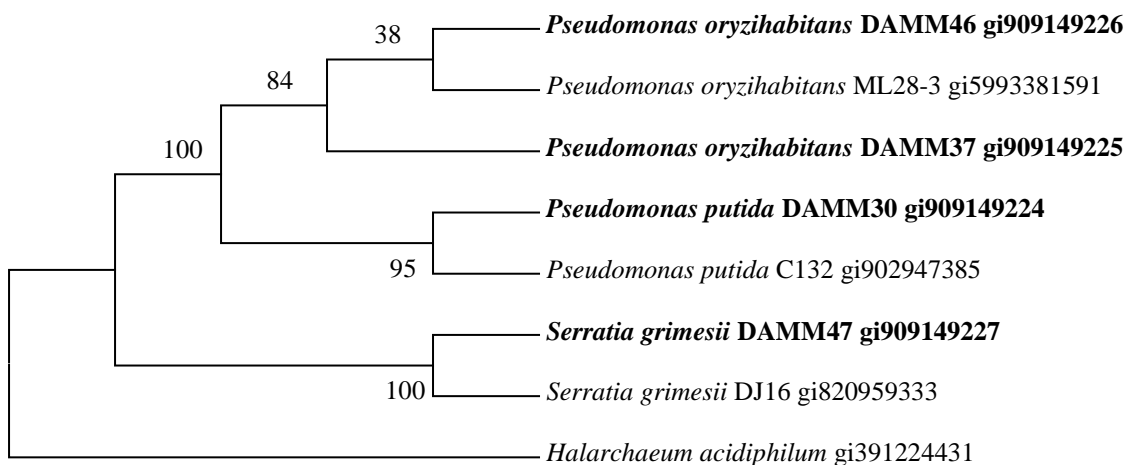 Pseudomonas oryzihabitans DAMM46 gi909149226
38
Pseudomonas oryzihabitans ML28-3 gi5993381591
84
Pseudomonas oryzihabitans DAMM37 gi909149225
100
Pseudomonas putida DAMM30 gi909149224
95
Pseudomonas putida C132 gi902947385
Serratia grimesii DAMM47 gi909149227
100
Serratia grimesii DJ16 gi820959333
Halarchaeum acidiphilum gi391224431